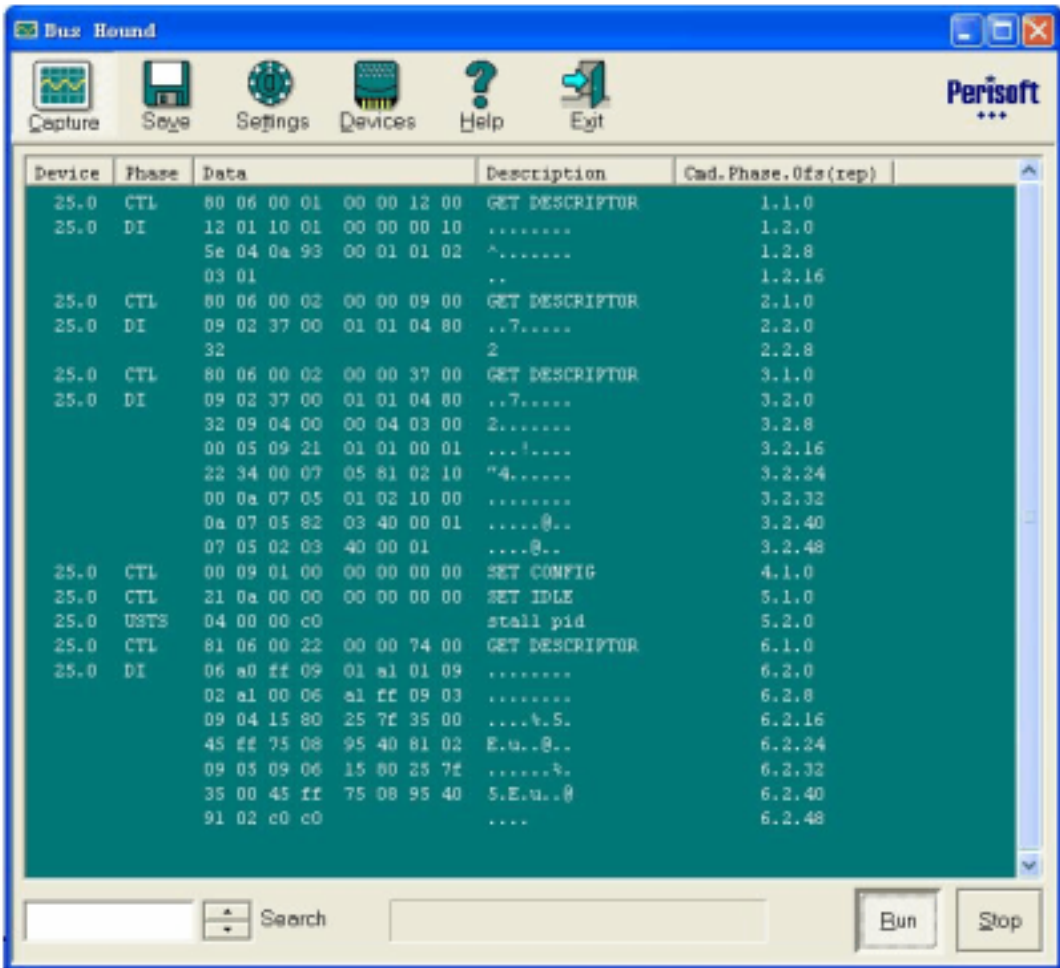 Bus Hound
Capture Save Settings Devices Help Exit Perisoft
Device Phase Data Description Cmd.Phase.Ofs(rep)
25.0 CTL 80 06 00 01 00 00 12 00 GET DESCRIPTOR 1.1.0
25.0 DI 12 01 10 01 00 00 00 10 ........ 1.2.0
5e 04 0a 93 00 01 01 02 ^....... 1.2.8
03 01 .. 1.2.16
25.0 CTL 80 06 00 02 00 00 09 00 GET DESCRIPTOR 2.1.0
25.0 DI 09 02 37 00 01 01 04 80 ..7..... 2.2.0
32 2 2.2.8
25.0 CTL 80 06 00 02 00 00 37 00 GET DESCRIPTOR 3.1.0
25.0 DI 09 02 37 00 01 01 04 80 ..7..... 3.2.0
32 09 04 00 00 04 03 00 2....... 3.2.8
00 05 09 21 01 01 00 01 ...!.... 3.2.16
22 34 00 07 05 81 02 10 "4...... 3.2.24
00 0a 07 05 01 02 10 00 ........ 3.2.32
0a 07 05 82 03 40 00 01 .....@.. 3.2.40
07 05 02 03 40 00 01 ....@.. 3.2.48
25.0 CTL 00 09 01 00 00 00 00 00 SET CONFIG 4.1.0
25.0 CTL 21 0a 00 00 00 00 00 00 SET IDLE 5.1.0
25.0 USTS 04 00 00 c0 stall pid 5.2.0
25.0 CTL 81 06 00 22 00 00 74 00 GET DESCRIPTOR 6.1.0
25.0 DI 06 a0 ff 09 01 a1 01 09 ........ 6.2.0
02 a1 00 06 a1 ff 09 03 ........ 6.2.8
09 04 15 80 25 7f 35 00 ....%.5. 6.2.16
45 ff 75 08 95 40 81 02 E.u..@.. 6.2.24
09 05 09 06 15 80 25 7f ......%. 6.2.32
35 00 45 ff 75 08 95 40 5.E.u..@ 6.2.40
91 02 c0 c0 .... 6.2.48
Search Run Stop